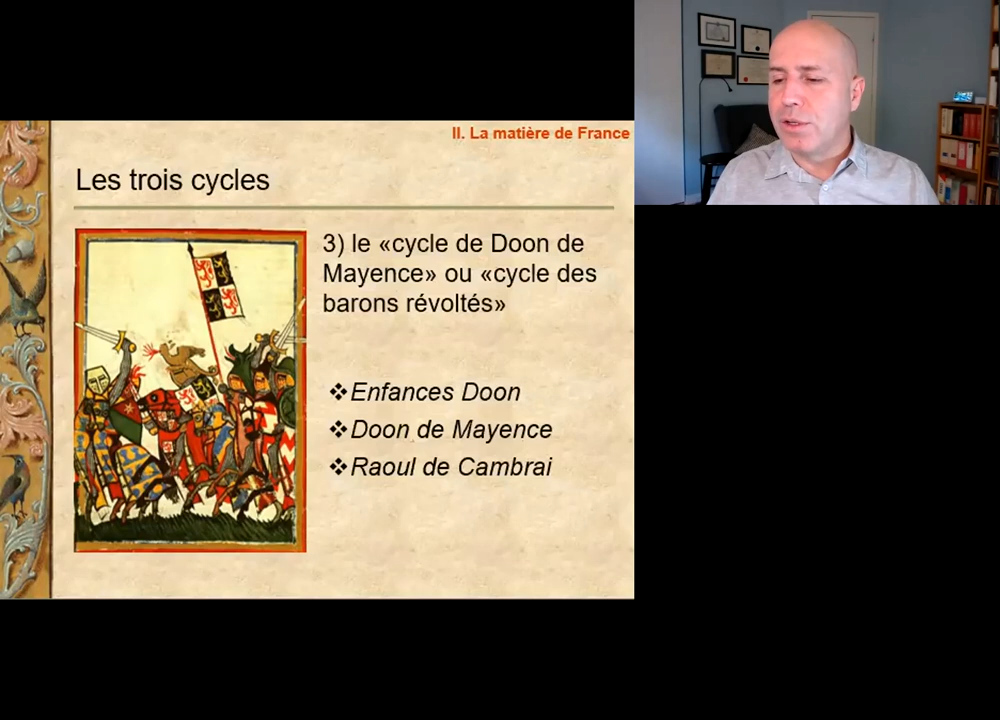 II. La matière de France
Les trois cycles
3) le «cycle de Doon de
Mayence» ou «cycle des
barons révoltés»
❖Enfances Doon
❖Doon de Mayence
❖Raoul de Cambrai